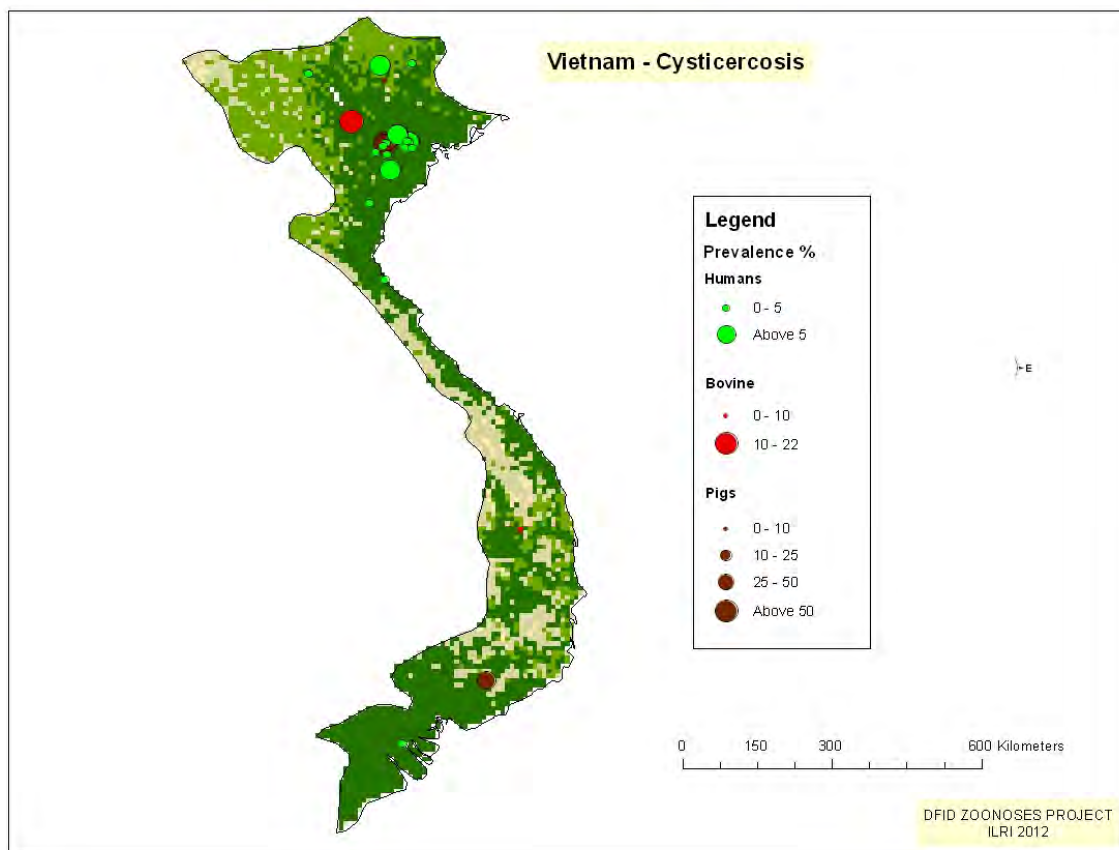 Vietnam - Cysticercosis
Legend
Prevalence %
Humans
0 - 5
Above 5
Bovine
0 - 10
10 - 22
Pigs
0 - 10
10 - 25
25 - 50
Above 50
E
0 150 300 600 Kilometers
DFID ZOONOSES PROJECT
ILRI 2012